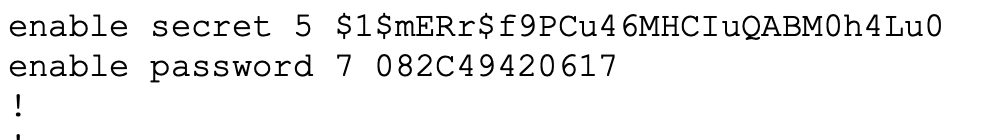 enable secret 5 $1$mERr$f9PCu46MHCIuQABM0h4Lu0
enable password 7 082C49420617
!